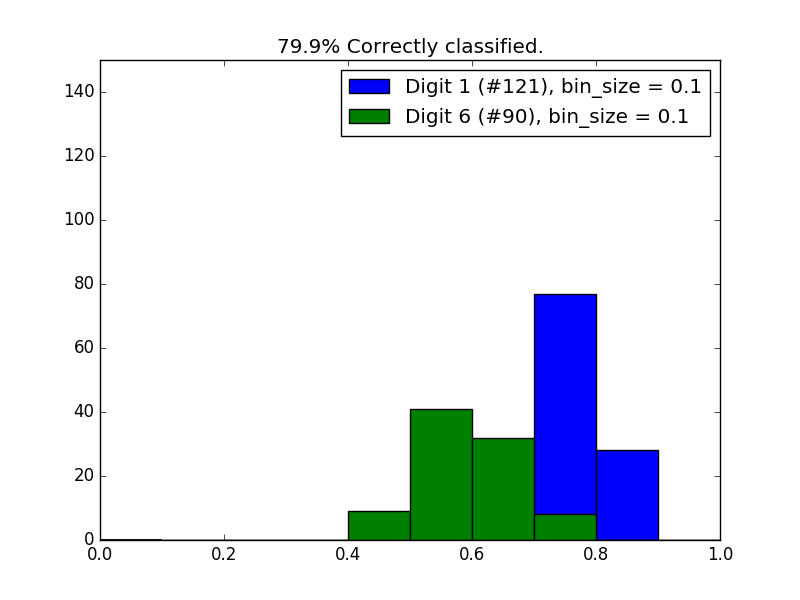 79.9% Correctly classified.
Digit 1 (#121), bin_size = 0.1
Digit 6 (#90), bin_size = 0.1
140
120
100
80
60
40
20
0
0.0 0.2 0.4 0.6 0.8 1.0